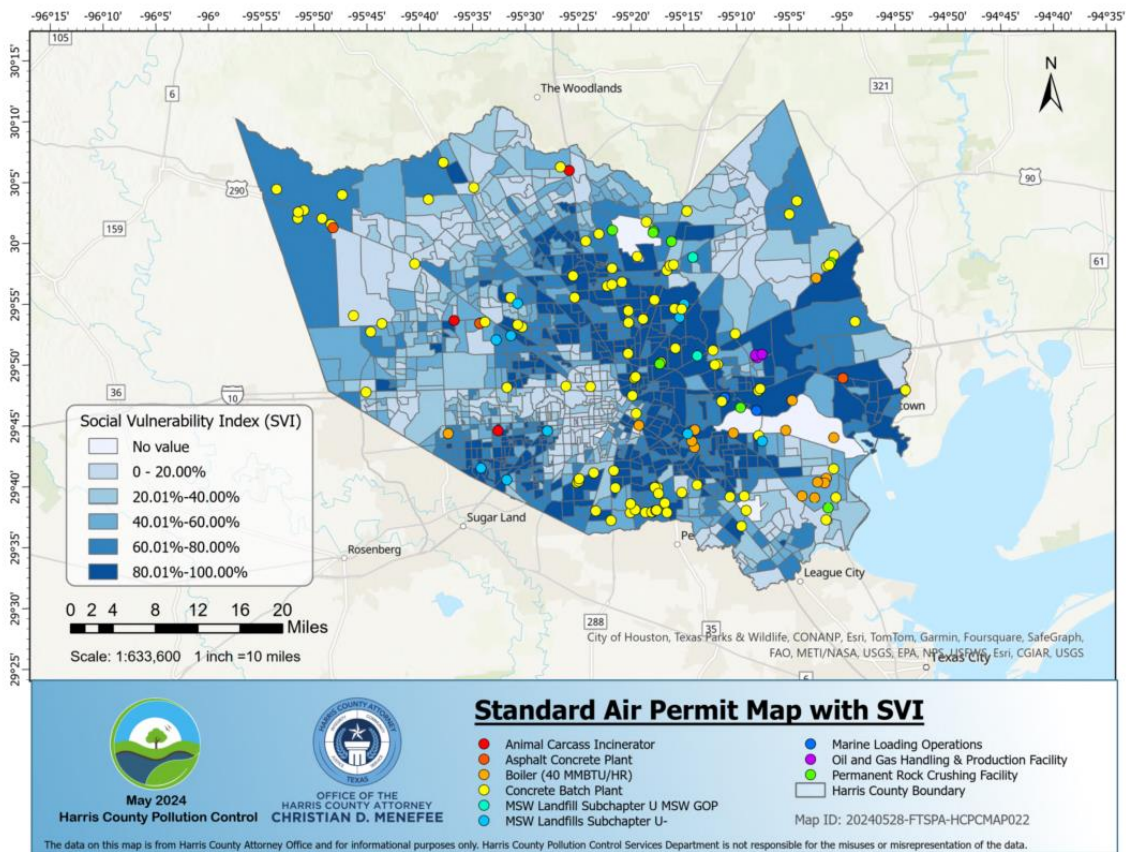 -96°15' -96°10' -96°5' -96° -95°55' -95°50' -95°45' -95°40' -95°35' -95°30' -95°25' -95°20' -95°15' -95°10' -95°5' -95° -94°55' -94°50' -94°45' -94°40' -94°35'
105
30°15'
The Woodlands
321
N
6
30°10'
30°5'
290
90
159
30°
61
29°55'
29°50'
36
10
town
29°45'
Social Vulnerability Index (SVI)
No value
0 - 20.00%
20.01%-40.00%
40.01%-60.00%
60.01%-80.00%
80.01%-100.00%
29°40'
Sugar Land
Pe
29°35'
Rosenberg
League City
0 2 4 8 12 16 20
Miles
29°30'
288
35
Scale: 1:633,600 1 inch =10 miles
City of Houston, Texas Parks & Wildlife, CONANP, Esri, TomTom, Garmin, Foursquare, SafeGraph,
FAO, METI/NASA, USGS, EPA, NPS, USFWS, Esri, CGIAR, USGS
29°25'
Texas City
6
May 2024
Harris County Pollution Control
HARRIS COUNTY ATTORNEY
TEXAS
OFFICE OF THE
HARRIS COUNTY ATTORNEY
CHRISTIAN D. MENEFEE
Standard Air Permit Map with SVI
Animal Carcass Incinerator
Asphalt Concrete Plant
Boiler (40 MMBTU/HR)
Concrete Batch Plant
MSW Landfill Subchapter U MSW GOP
MSW Landfills Subchapter U-
Marine Loading Operations
Oil and Gas Handling & Production Facility
Permanent Rock Crushing Facility
Harris County Boundary
Map ID: 20240528-FTSPA-HCPCMAP022
The data on this map is from Harris County Attorney Office and for informational purposes only. Harris County Pollution Control Services Department is not responsible for the misuses or misrepresentation of the data.